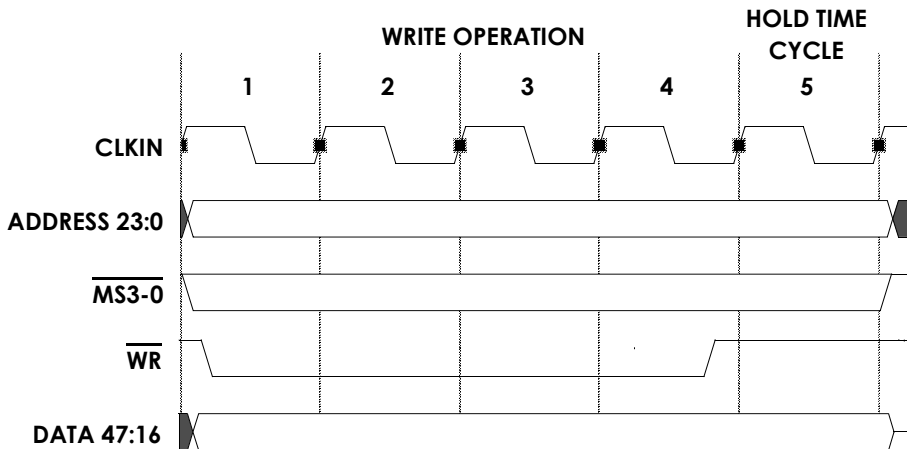 HOLD TIME
CYCLE
WRITE OPERATION
1 2 3 4 5
CLKIN
ADDRESS 23:0
MS3-0
WR
DATA 47:16